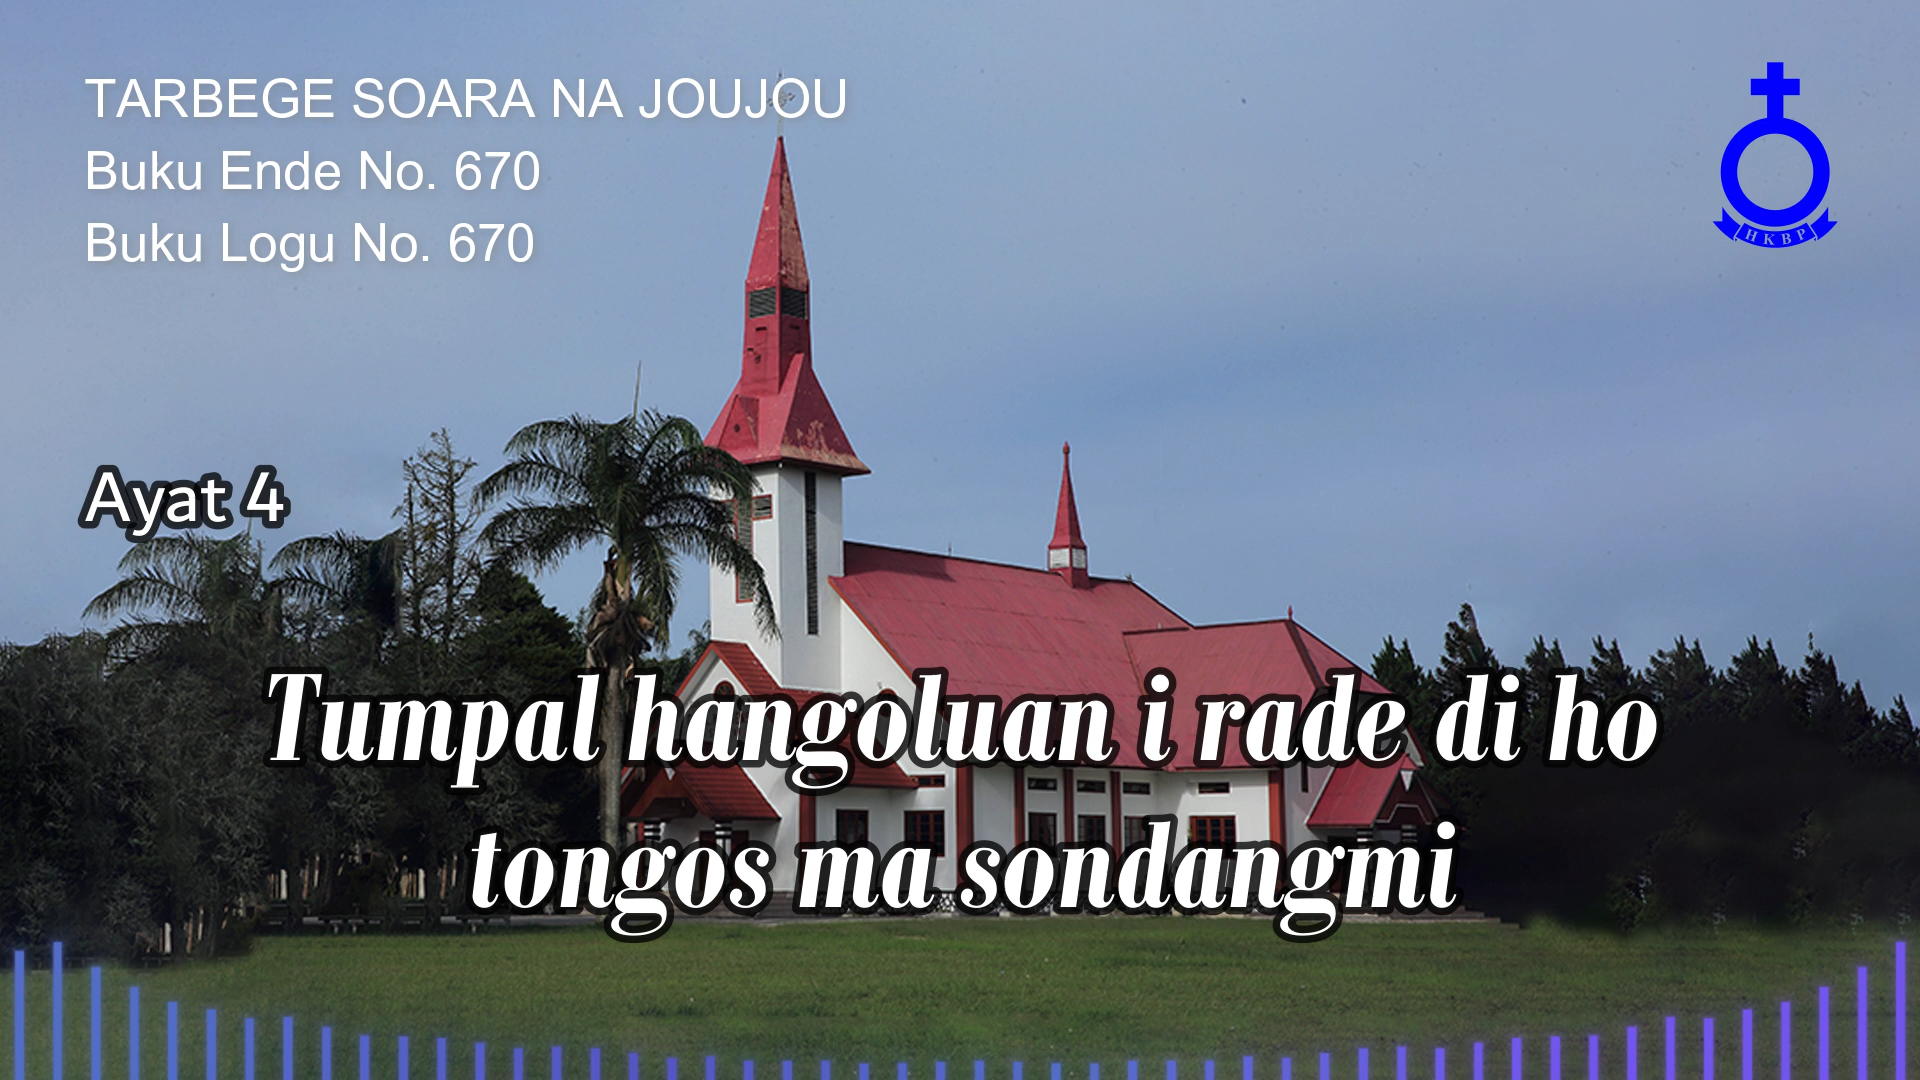 TARBEGE SOARA NA JOUJOU
Buku Ende No. 670
Buku Logu No. 670
HKBP
Ayat 4
Tumpal hangoluan i rade di ho
tongos ma sondangmi